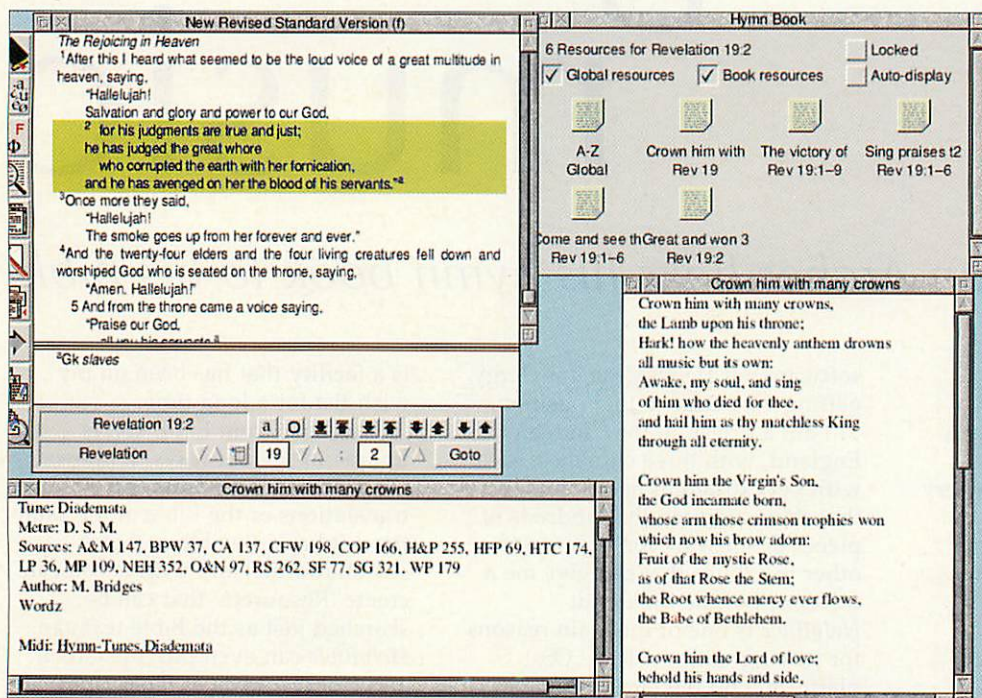 New Revised Standard Version (f)
The Rejoicing in Heaven
1After this I heard what seemed to be the loud voice of a great multitude in
heaven, saying,
"Hallelujah!
Salvation and glory and power to our God,
2 for his judgments are true and just;
he has judged the great whore
who corrupted the earth with her fornication,
and he has avenged on her the blood of his servants."a
3Once more they said,
"Hallelujah!
The smoke goes up from her forever and ever."
4And the twenty-four elders and the four living creatures fell down and
worshiped God who is seated on the throne, saying,
"Amen. Hallelujah!"
5 And from the throne came a voice saying,
"Praise our God,
all you his servants,a
aGk slaves
Revelation 19:2
a O
Revelation 19 : 2 Goto
Hymn Book
6 Resources for Revelation 19:2
Locked
Global resources Book resources Auto-display
A-Z
Global
Crown him with
Rev 19
The victory of
Rev 19:1–9
Sing praises t2
Rev 19:1–6
Come and see th
Rev 19:1–6
Great and won 3
Rev 19:2
Crown him with many crowns
Crown him with many crowns,
the Lamb upon his throne;
Hark! how the heavenly anthem drowns
all music but its own:
Awake, my soul, and sing
of him who died for thee,
and hail him as thy matchless King
through all eternity.
Crown him the Virgin's Son,
the God incarnate born,
whose arm those crimson trophies won
which now his brow adorn:
Fruit of the mystic Rose,
as of that Rose the Stem;
the Root whence mercy ever flows,
the Babe of Bethlehem.
Crown him the Lord of love;
behold his hands and side,
Crown him with many crowns
Tune: Diademata
Metre: D. S. M.
Sources: A&M 147, BPW 37, CA 137, CFW 198, COP 166, H&P 255, HFP 69, HTC 174,
LP 36, MP 109, NEH 352, O&N 97, RS 262, SF 77, SG 321, WP 179
Author: M. Bridges
Wordz
Midi: Hymn-Tunes.Diademata